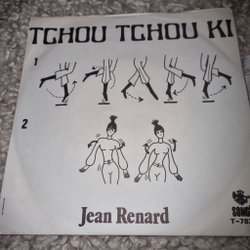 TCHOU TCHOU KI
1
2
Jean Renard